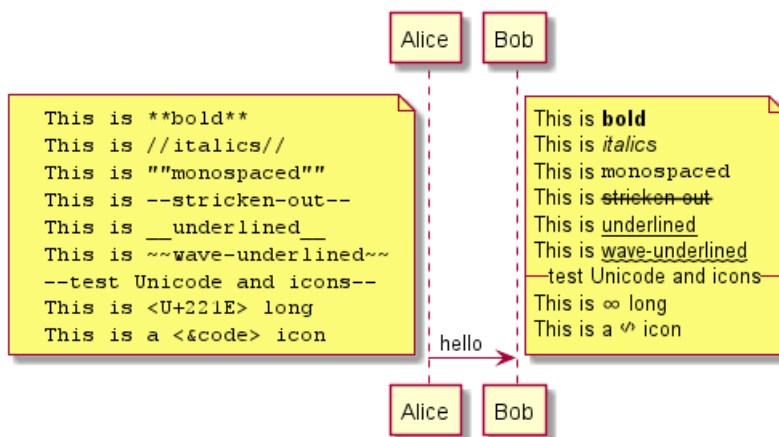 Alice
Bob
This is **bold**
This is //italics//
This is ""monospaced""
This is --stricken-out--
This is __underlined__
This is ~~wave-underlined~~
--test Unicode and icons--
This is <U+221E> long
This is a <&code> icon
This is bold
This is italics
This is monospaced
This is stricken-out
This is underlined
This is wave-underlined
test Unicode and icons
This is ∞ long
This is a icon
hello
Alice
Bob